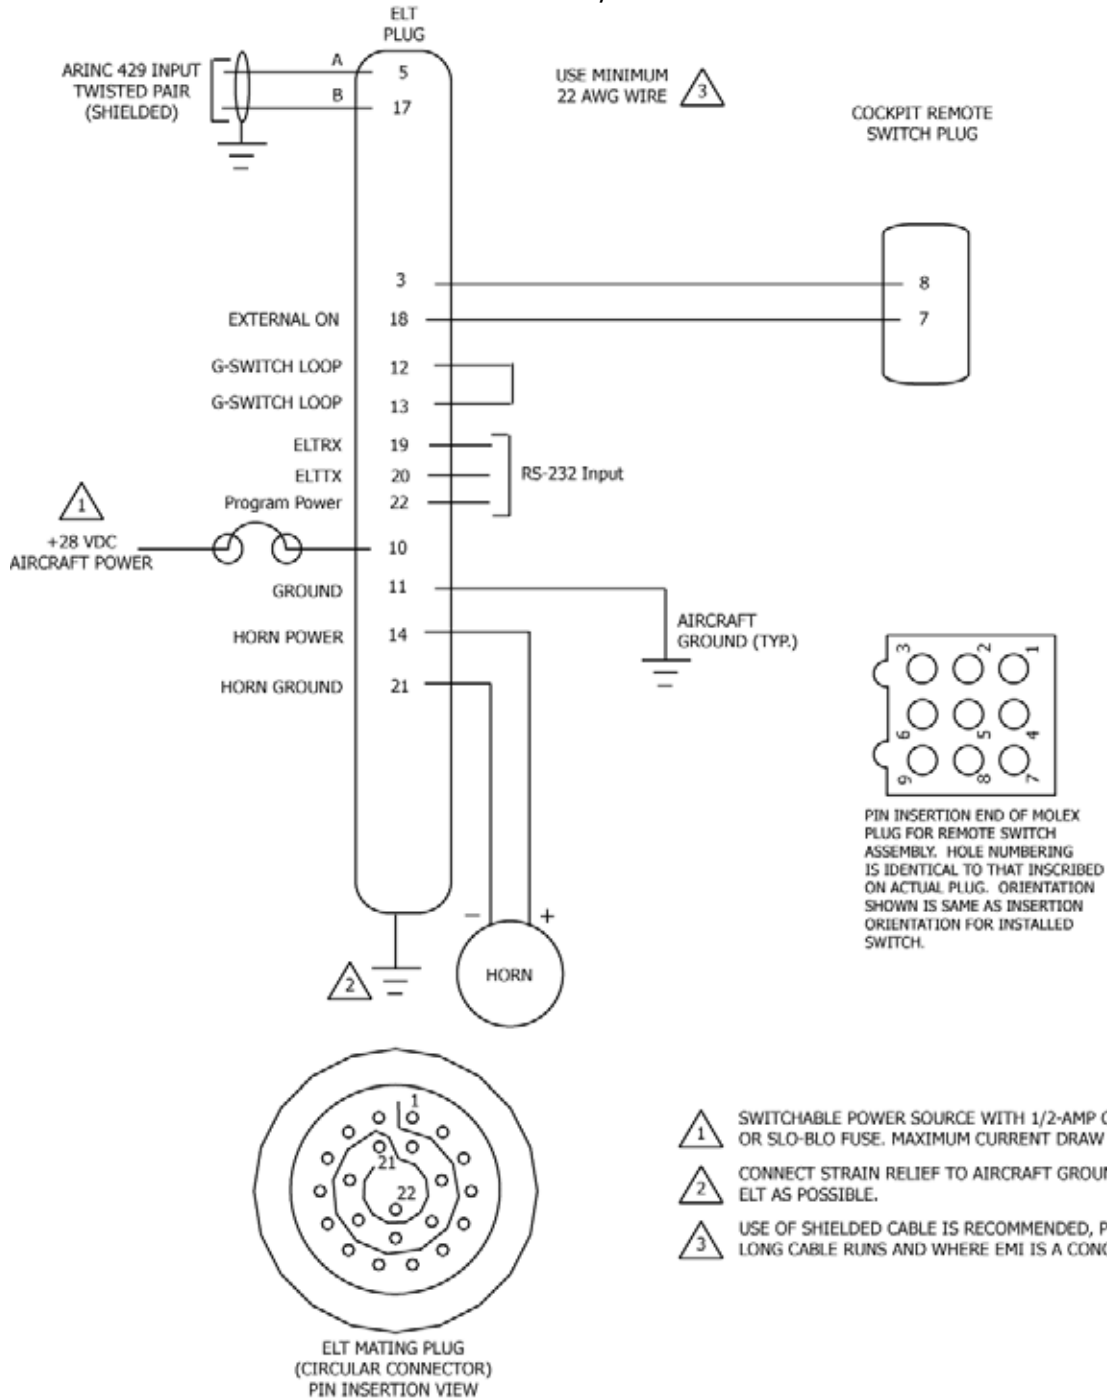 ELT
PLUG
ARINC 429 INPUT
TWISTED PAIR
(SHIELDED)
A
5
B
17
USE MINIMUM
22 AWG WIRE
3
COCKPIT REMOTE
SWITCH PLUG
3
8
EXTERNAL ON
18
7
G-SWITCH LOOP
12
G-SWITCH LOOP
13
ELTRX
19
ELTTX
20
RS-232 Input
Program Power
22
1
+28 VDC
AIRCRAFT POWER
10
GROUND
11
AIRCRAFT
GROUND (TYP.)
HORN POWER
14
HORN GROUND
21
3
2
1
6
5
4
9
8
7
PIN INSERTION END OF MOLEX
PLUG FOR REMOTE SWITCH
ASSEMBLY. HOLE NUMBERING
IS IDENTICAL TO THAT INSCRIBED
ON ACTUAL PLUG. ORIENTATION
SHOWN IS SAME AS INSERTION
ORIENTATION FOR INSTALLED
SWITCH.
− +
HORN
2
1
21
22
ELT MATING PLUG
(CIRCULAR CONNECTOR)
PIN INSERTION VIEW
1 SWITCHABLE POWER SOURCE WITH 1/2-AMP
OR SLO-BLO FUSE. MAXIMUM CURRENT DRAW
2 CONNECT STRAIN RELIEF TO AIRCRAFT
ELT AS POSSIBLE.
3 USE OF SHIELDED CABLE IS RECOMMENDED,
LONG CABLE RUNS AND WHERE EMI IS A